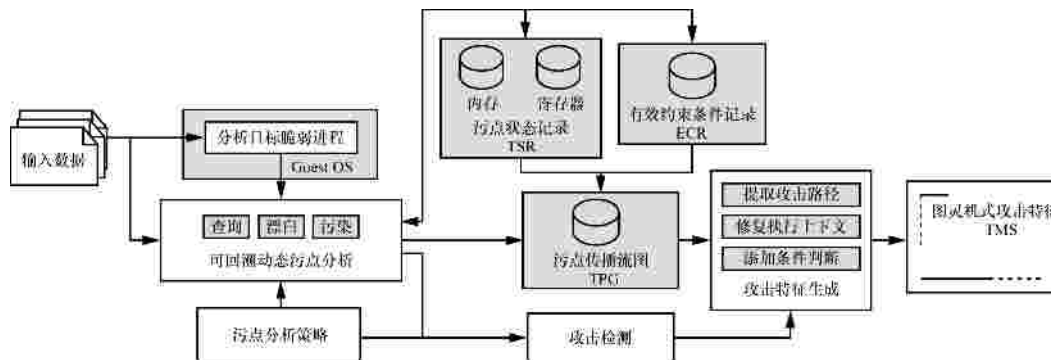 输入数据
分析目标脆弱进程
Guest OS
查询 漂白 污染
可回溯动态污点分析
污点分析策略
内存 寄存器
污点状态记录
TSR
有效约束条件记录
ECR
污点传播流图
TPG
攻击检测
提取攻击路径
修复执行上下文
添加条件判断
攻击特征生成
图灵机式攻击特征
TMS